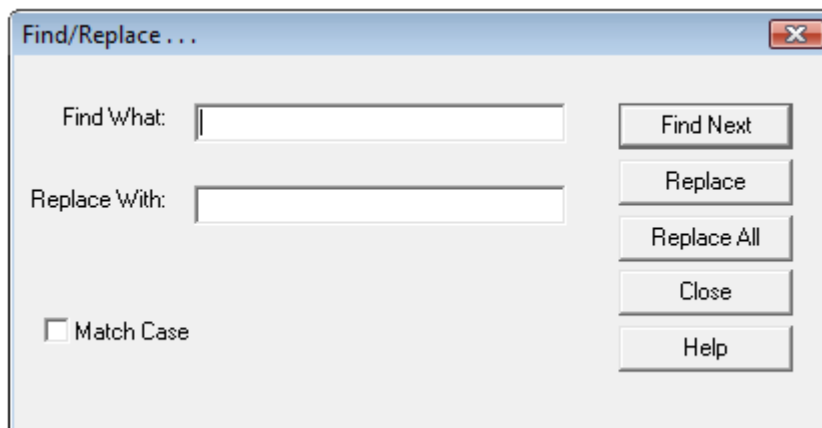 Find/Replace . . .
Find What:
Find Next
Replace
Replace With:
Replace All
Close
Match Case
Help